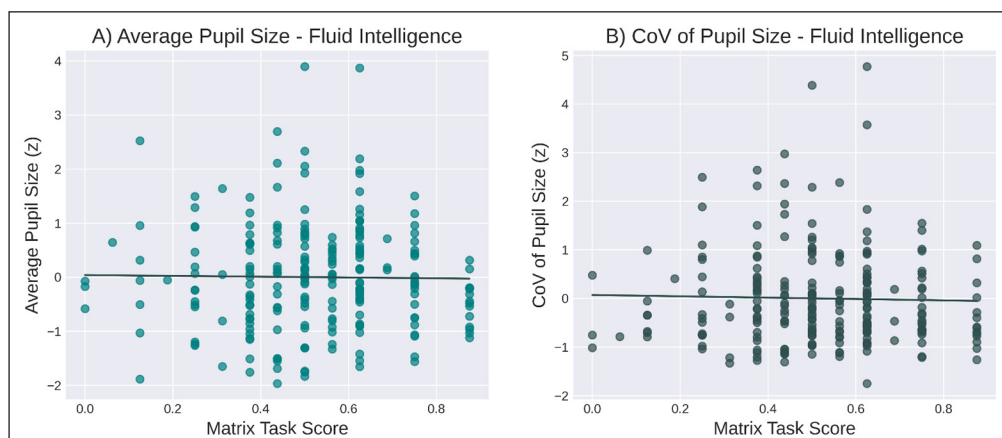 A) Average Pupil Size - Fluid Intelligence
4
3
2
1
0
−1
−2
Average Pupil Size (z)
0.0 0.2 0.4 0.6 0.8
Matrix Task Score
B) CoV of Pupil Size - Fluid Intelligence
5
4
3
2
1
0
−1
−2
CoV of Pupil Size (z)
0.0 0.2 0.4 0.6 0.8
Matrix Task Score